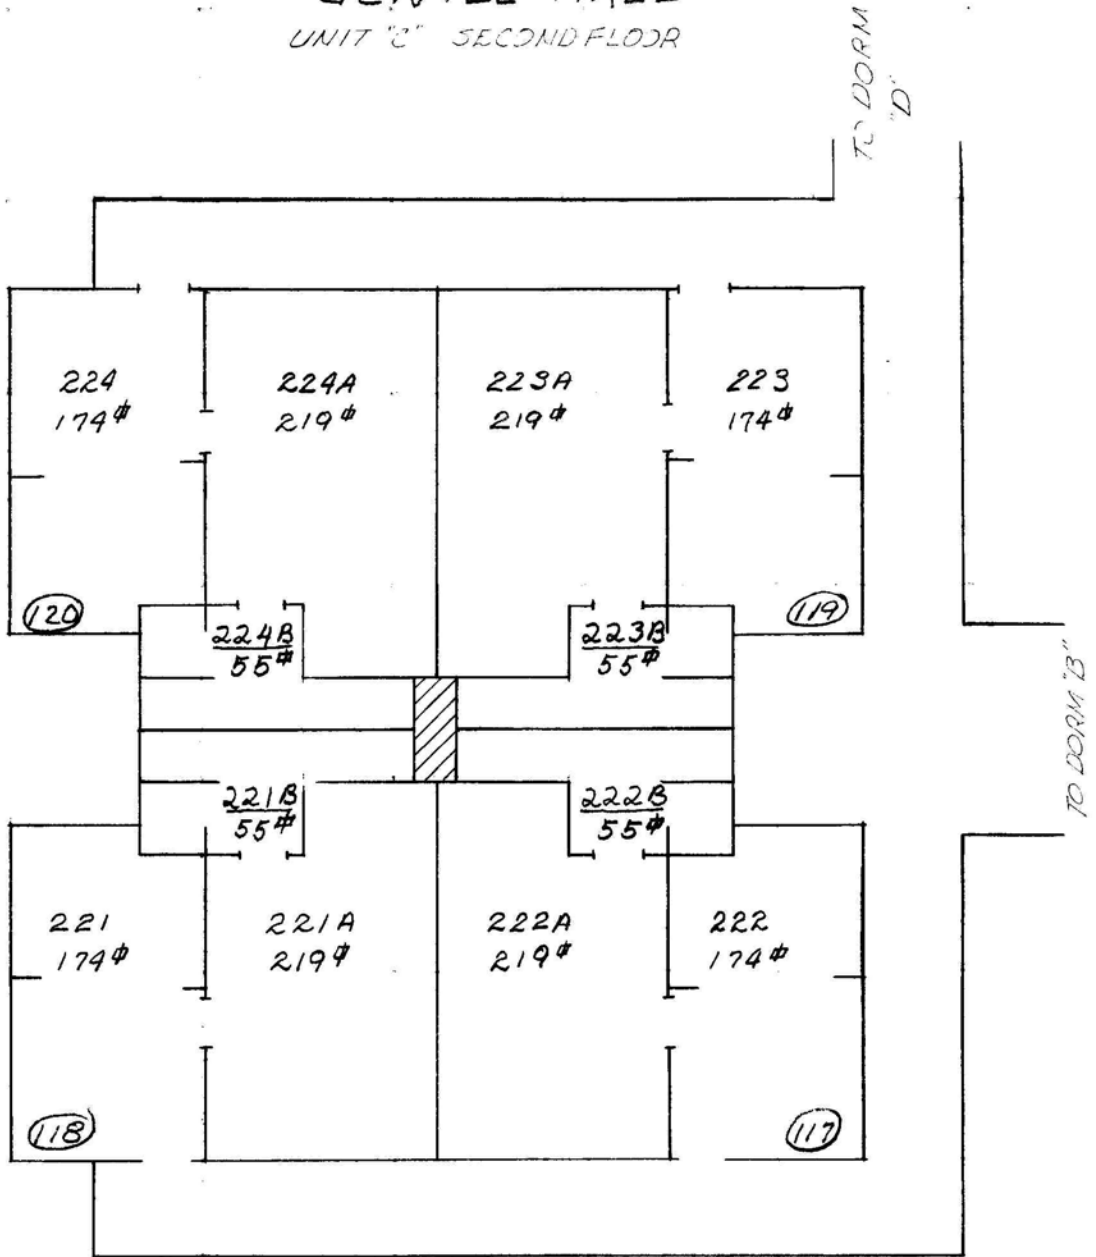 UNIT "C" SECOND FLOOR
TO DORM
"D"
224
174⌽
224A
219⌽
223A
219⌽
223
174⌽
120
224B
55⌽
223B
55⌽
119
TO DORM "B"
221B
55⌽
222B
55⌽
221
174⌽
221A
219⌽
222A
219⌽
222
174⌽
118
117